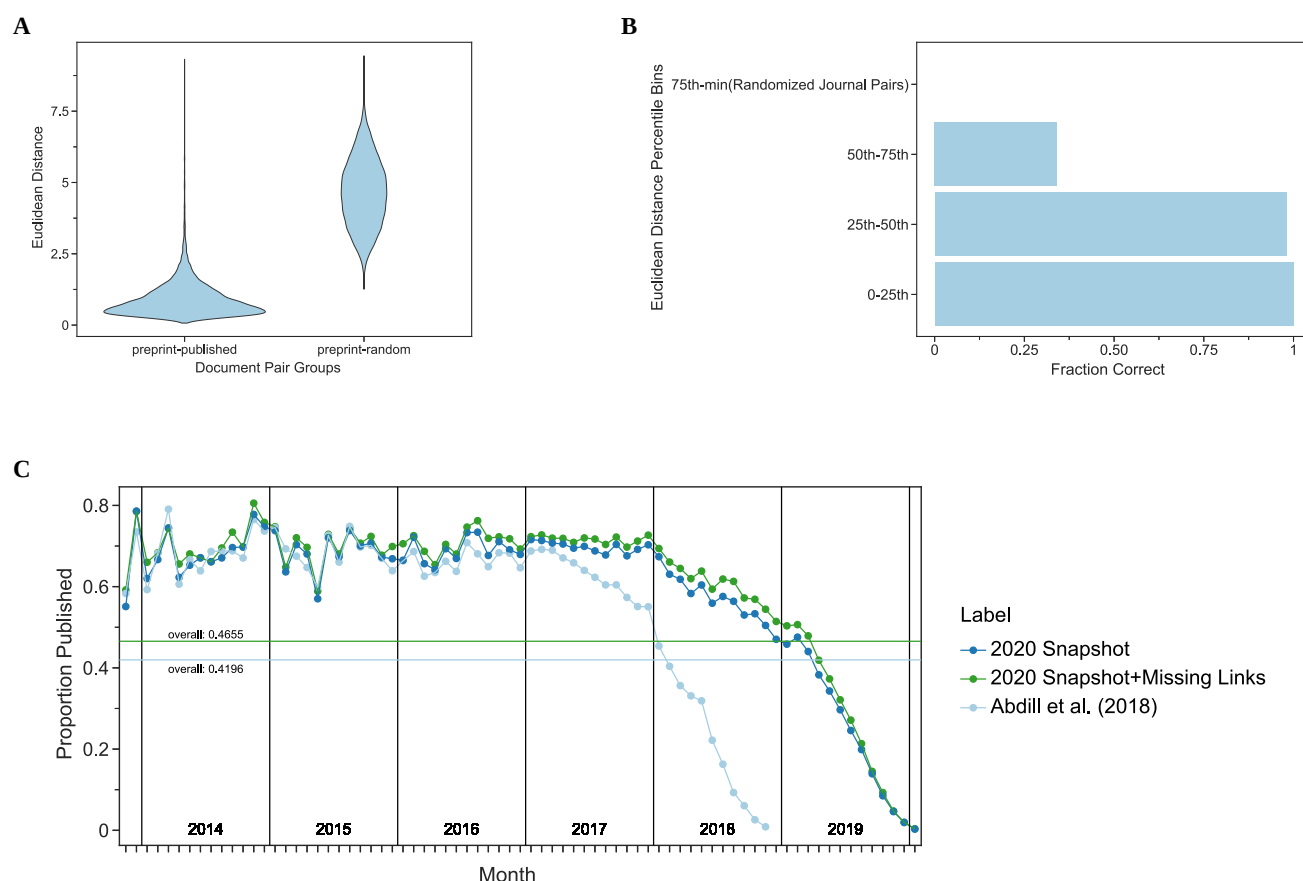 A
Euclidean Distance
7.5
5
2.5
0
preprint-published
preprint-random
Document Pair Groups
B
Euclidean Distance Percentile Bins
75th-min(Randomized Journal Pairs)
50th-75th
25th-50th
0-25th
0
0.25
0.50
0.75
1
Fraction Correct
C
Proportion Published
0.8
0.6
0.4
0.2
0
overall: 0.4655
overall: 0.4196
2014
2015
2016
2017
2018
2019
Month
Label
2020 Snapshot
2020 Snapshot+Missing Links
Abdill et al. (2018)